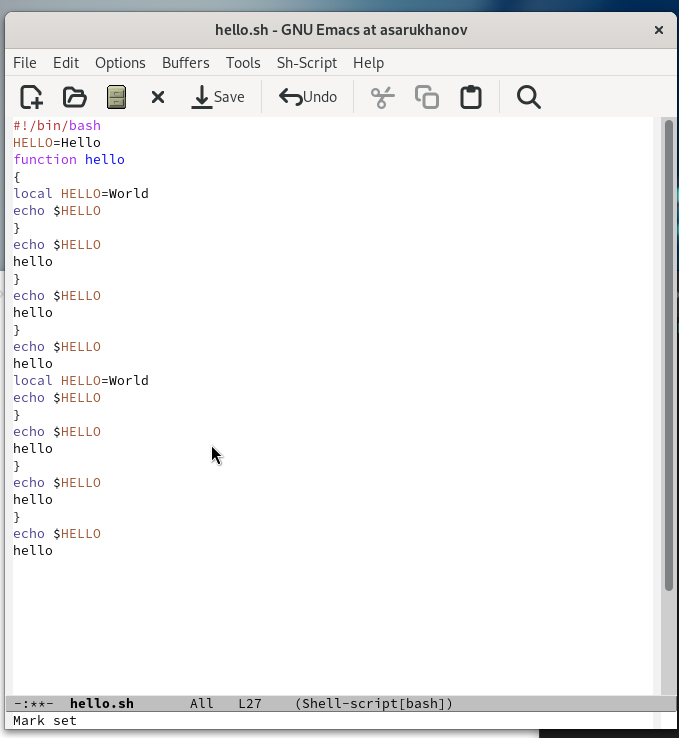 hello.sh - GNU Emacs at asarukhanov
File Edit Options Buffers Tools Sh-Script Help
Save Undo
#!/bin/bash
HELLO=Hello
function hello
{
local HELLO=World
echo $HELLO
}
echo $HELLO
hello
}
echo $HELLO
hello
}
echo $HELLO
hello
local HELLO=World
echo $HELLO
}
echo $HELLO
hello
}
echo $HELLO
hello
}
echo $HELLO
hello
-:**- hello.sh All L27 (Shell-script[bash])
Mark set